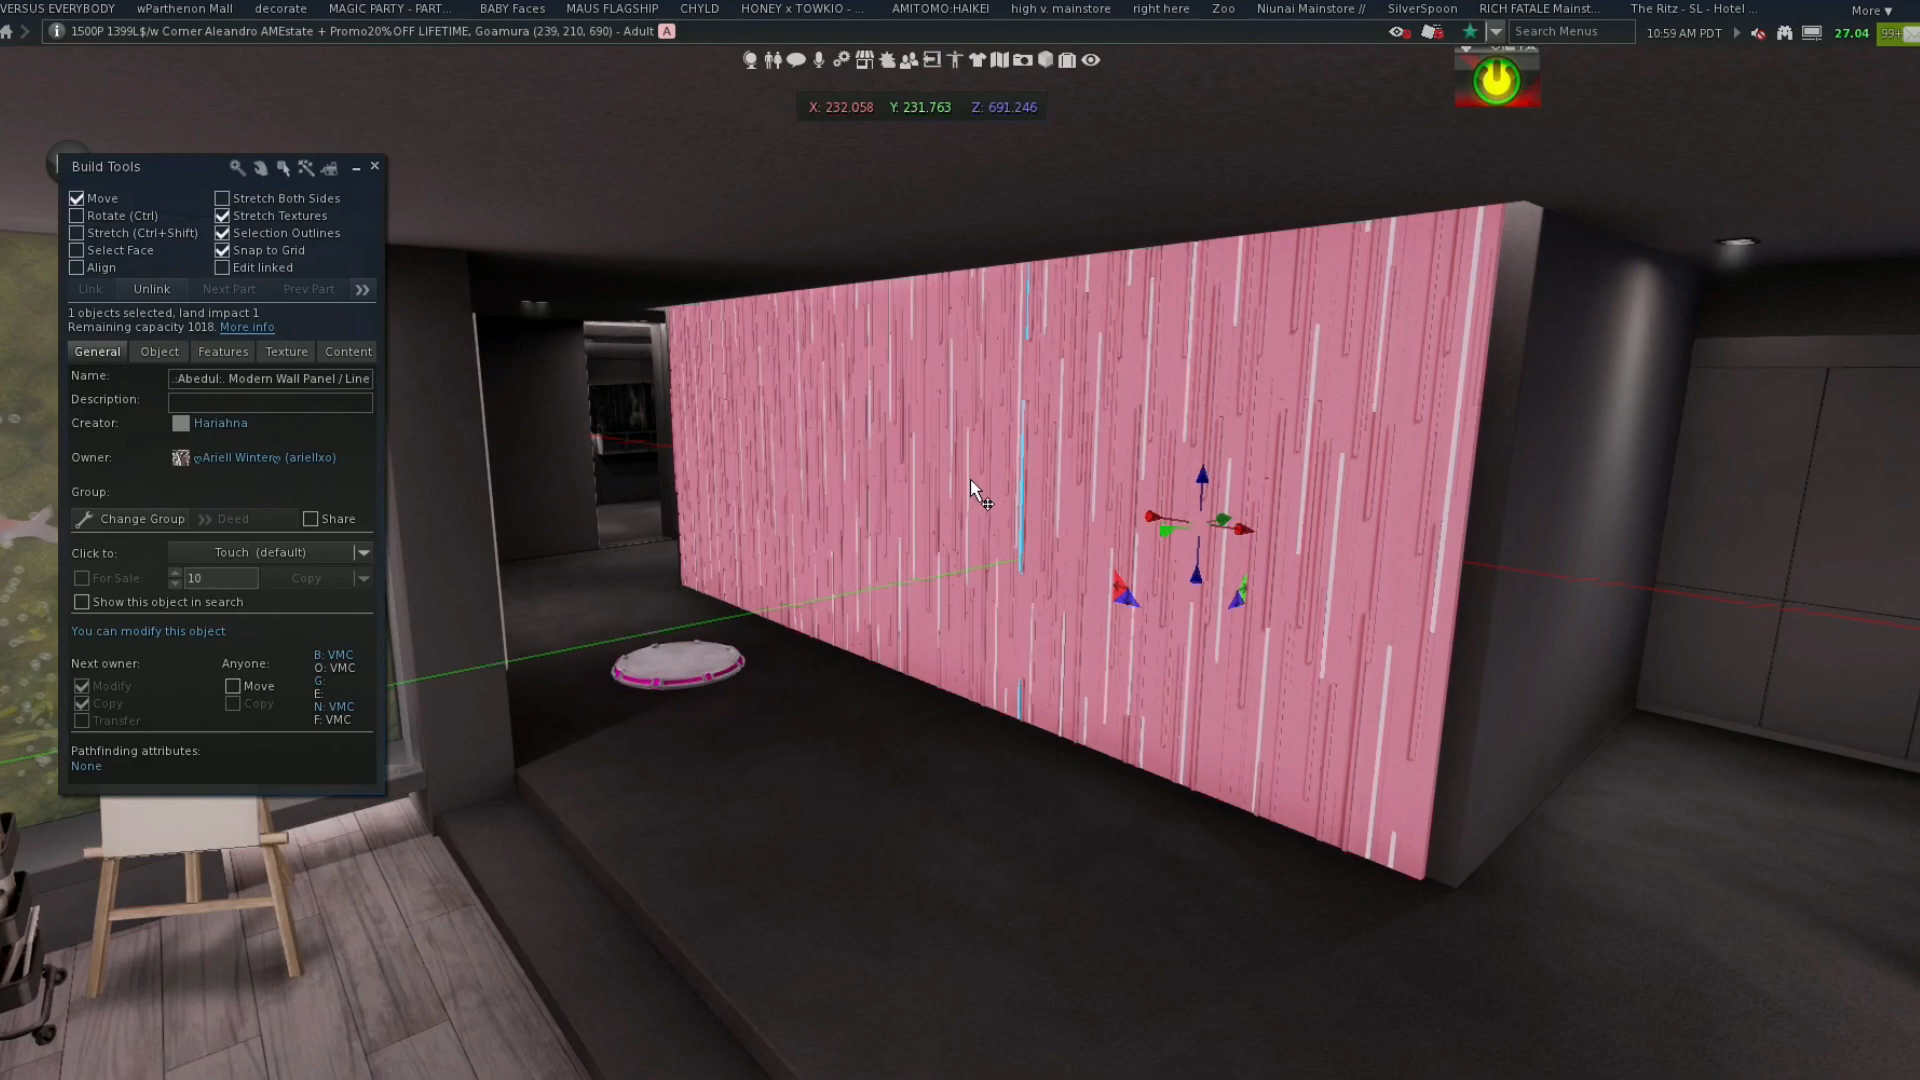 VERSUS EVERYBODY wParthenon Mall decorate MAGIC PARTY - PART... BABY Faces MAUS FLAGSHIP CHYLD HONEY x TOWKIO - ... AMITOMO:HAIKEI high v. mainstore right here Zoo Niunai Mainstore // SilverSpoon RICH FATALE Mainst... The Ritz - SL - Hotel ... More ▼
1500P 1399L$/w Corner Aleandro AMEstate + Promo20%OFF LIFETIME, Goamura (239, 210, 690) - Adult A Search Menus 10:59 AM PDT 27.04 99+
X: 232.058 Y: 231.763 Z: 691.246
Build Tools
Move Stretch Both Sides
Rotate (Ctrl) Stretch Textures
Stretch (Ctrl+Shift) Selection Outlines
Select Face Snap to Grid
Align Edit linked
Link Unlink Next Part Prev Part
1 objects selected, land impact 1
Remaining capacity 1018. More info
General Object Features Texture Content
Name: .:Abedul:. Modern Wall Panel / Line
Description:
Creator: Hariahna
Owner: ღAriell Winterღ (ariellxo)
Group:
Change Group Deed Share
Click to: Touch (default)
For Sale: 10 Copy
Show this object in search
You can modify this object
B: VMC
Next owner: Anyone: O: VMC
G:
Modify Move E:
Copy Copy N: VMC
Transfer F: VMC
Pathfinding attributes:
None